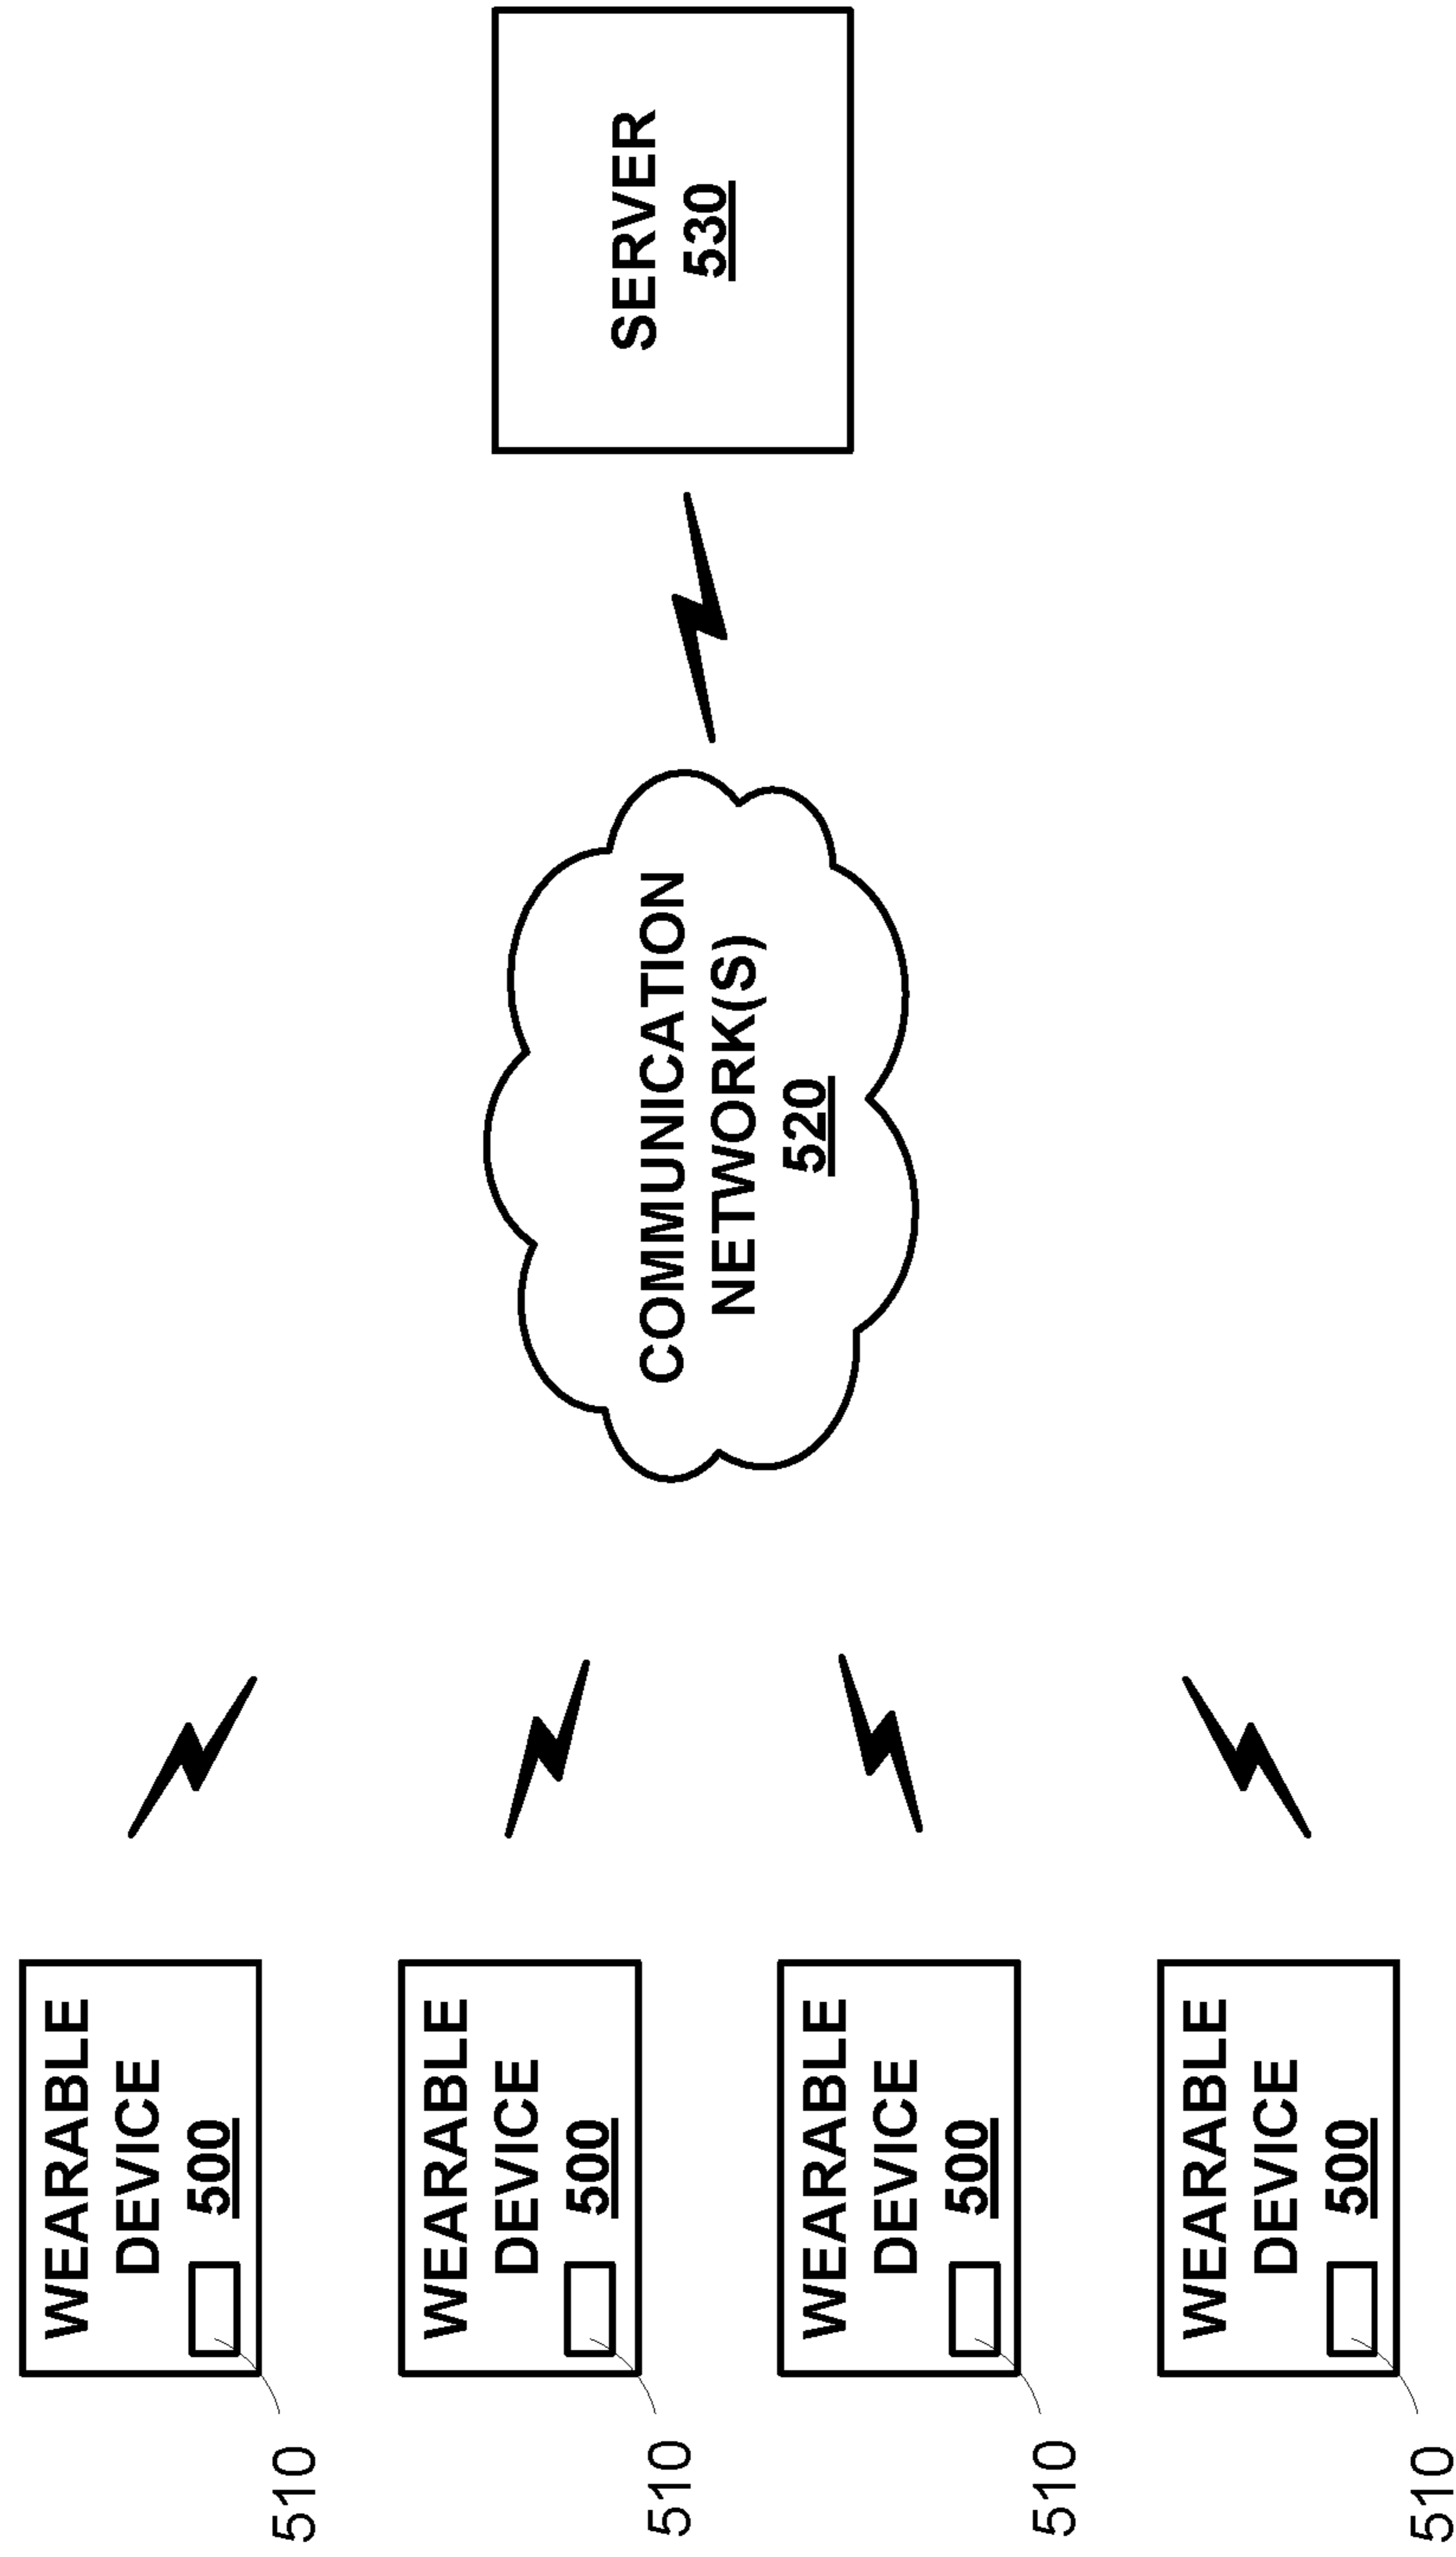 WEARABLE
DEVICE
500
510
WEARABLE
DEVICE
500
510
WEARABLE
DEVICE
500
510
WEARABLE
DEVICE
500
510
COMMUNICATION
NETWORK(S)
520
SERVER
530